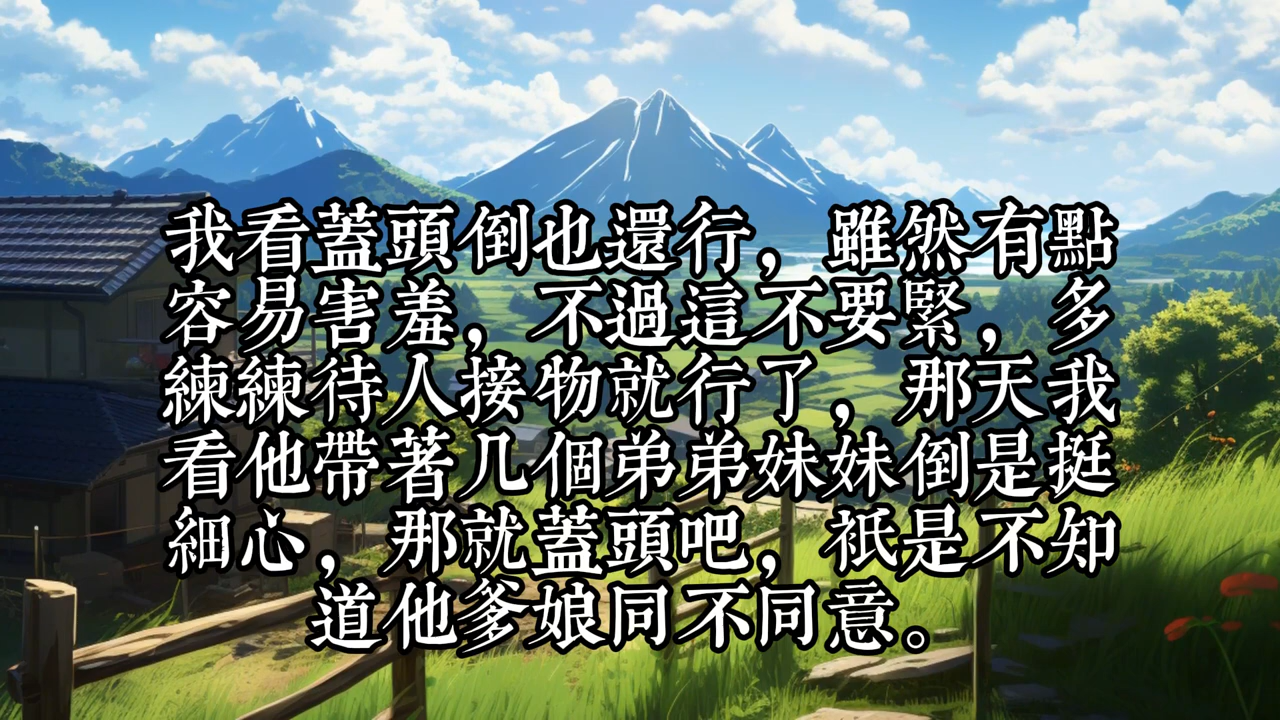 我看蓋頭倒也還行，雖然有點
容易害羞，不過這不要緊，多
練練待人接物就行了，那天我
看他帶著几個弟弟妹妹倒是挺
細心，那就蓋頭吧，祇是不知
道他爹娘同不同意。